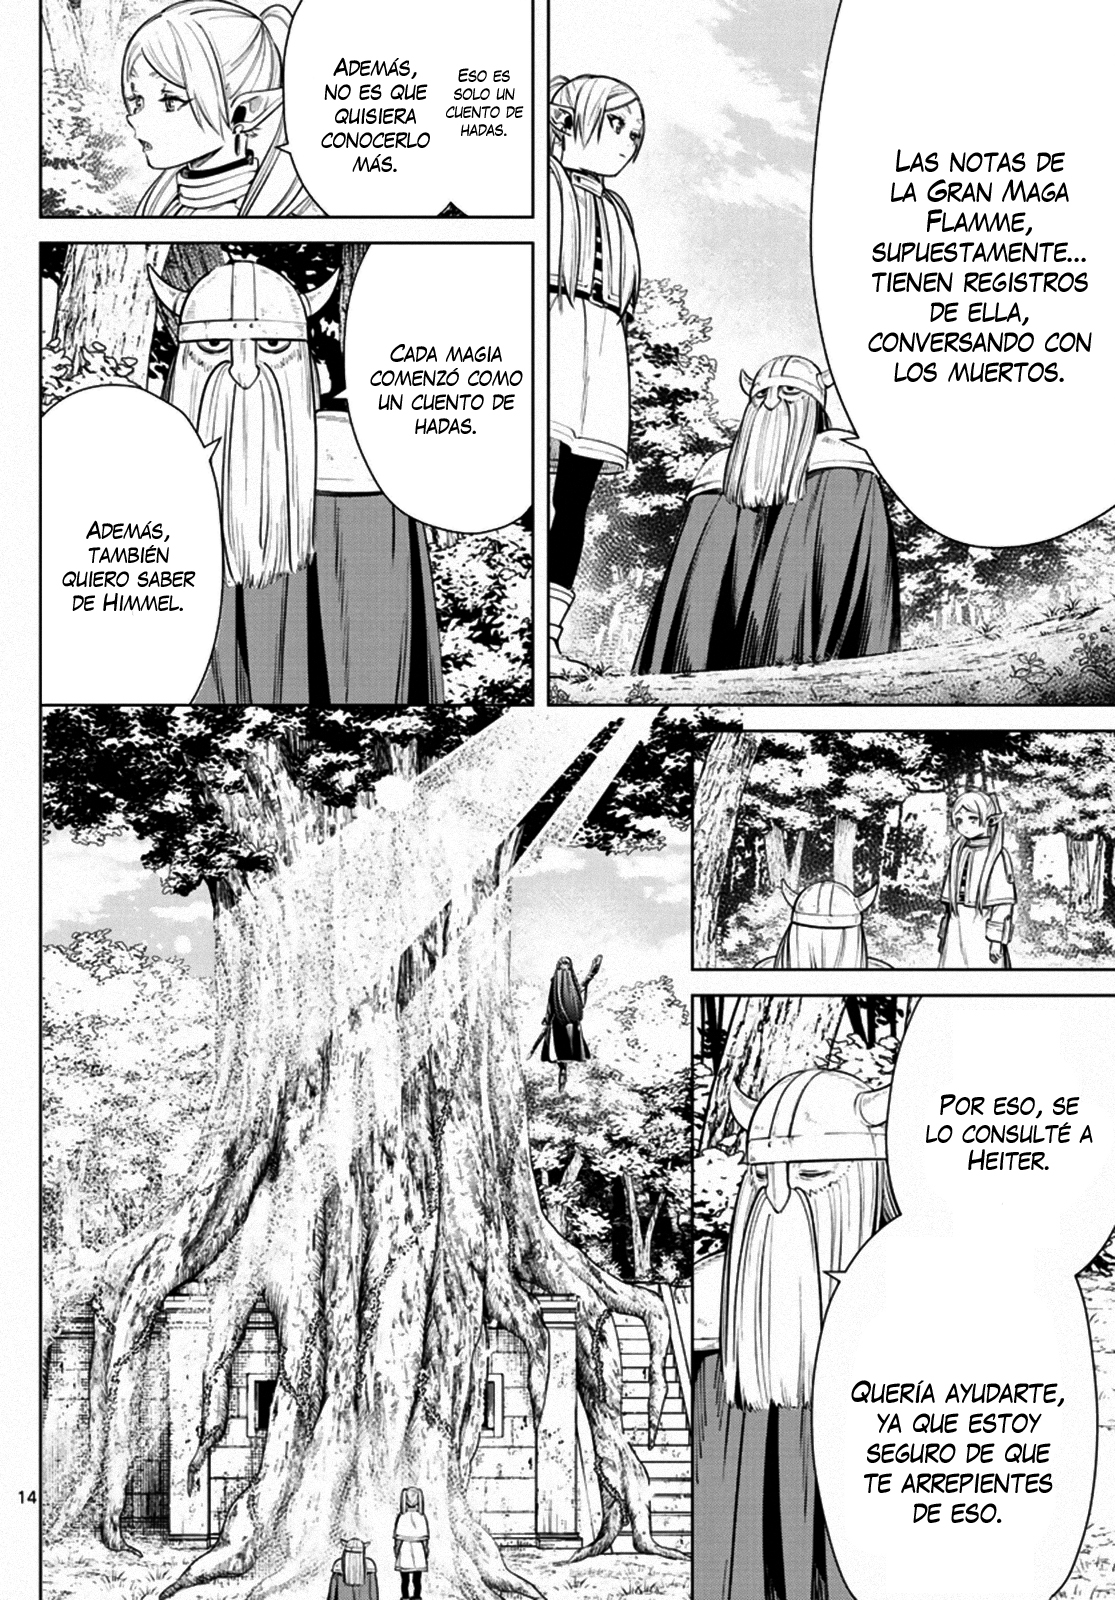 LAS NOTAS DE
LA GRAN MAGA
FLAMME,
SUPUESTAMENTE...
TIENEN REGISTROS
DE ELLA,
CONVERSANDO CON
LOS MUERTOS.
ESO ES
SOLO UN
CUENTO DE
HADAS.
ADEMÁS,
NO ES QUE
QUISIERA
CONOCERLO
MÁS.
CADA MAGIA
COMENZÓ COMO
UN CUENTO DE
HADAS.
ADEMÁS,
TAMBIÉN
QUIERO SABER
DE HIMMEL.
POR ESO, SE
LO CONSULTÉ A
HEITER.
QUERÍA AYUDARTE,
YA QUE ESTOY
SEGURO DE QUE
TE ARREPIENTES
DE ESO.
14